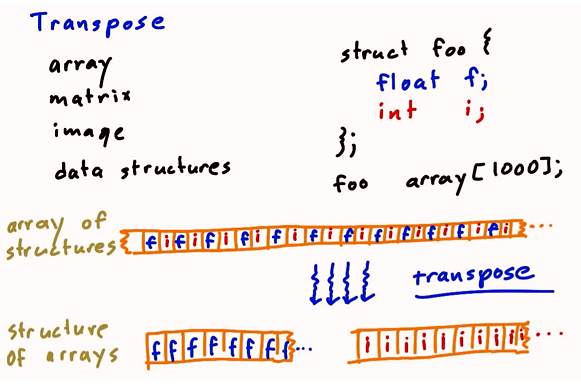 Transpose
array
matrix
image
data structures
struct foo {
float f;
int i;
};
foo array[1000];
array of
structures
f i f i f i f i f i f i f i f i f i f i f i f i f i ...
transpose
structure
of arrays
f f f f f f f f ...
i i i i i i i i i ...